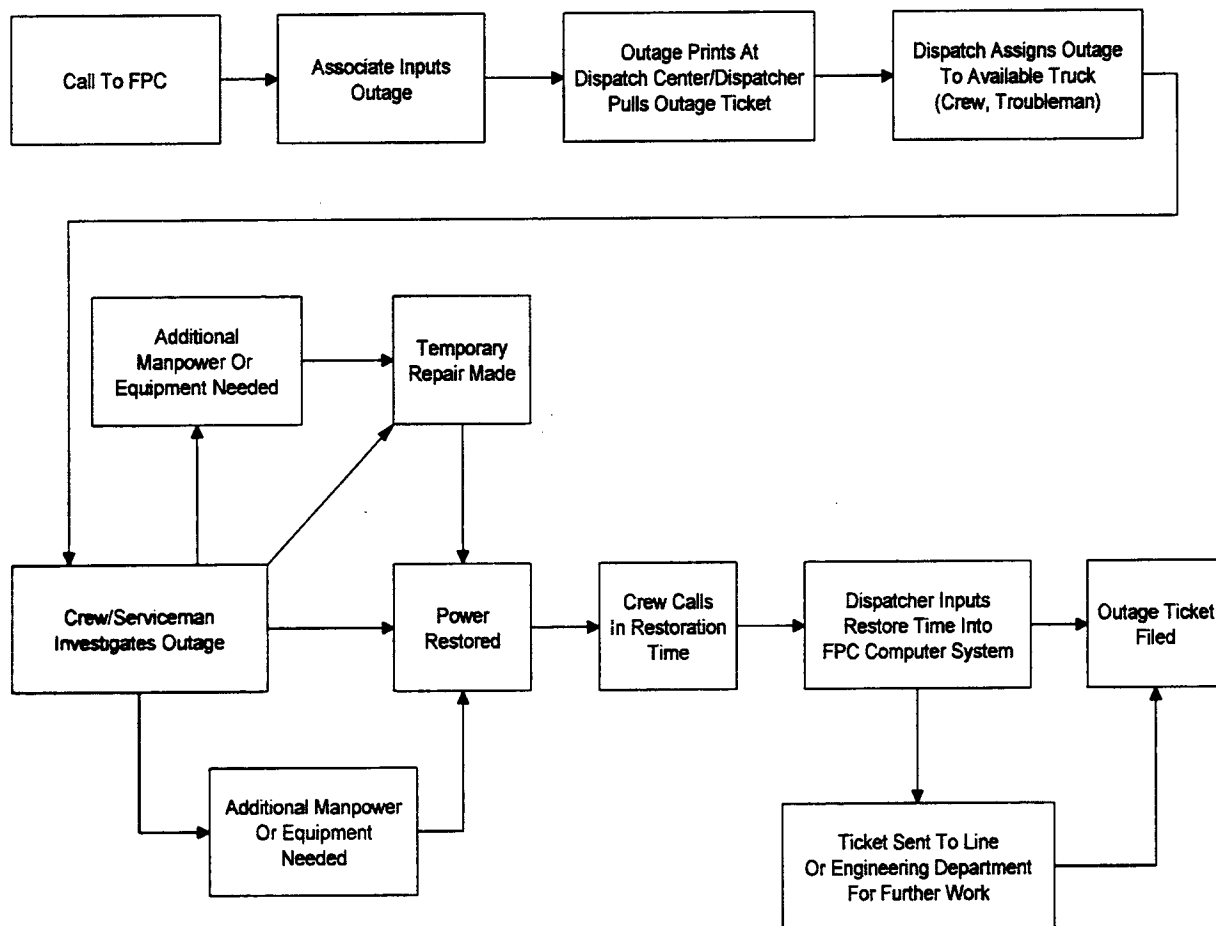 Call To FPC
Associate Inputs
Outage
Outage Prints At
Dispatch Center/Dispatcher
Pulls Outage Ticket
Dispatch Assigns Outage
To Available Truck
(Crew, Troubleman)
Additional
Manpower Or
Equipment Needed
Temporary
Repair Made
Crew/Serviceman
Investigates Outage
Power
Restored
Crew Calls
In Restoration
Time
Dispatcher Inputs
Restore Time Into
FPC Computer System
Outage Ticket
Filed
Additional Manpower
Or Equipment
Needed
Ticket Sent To Line
Or Engineering Department
For Further Work